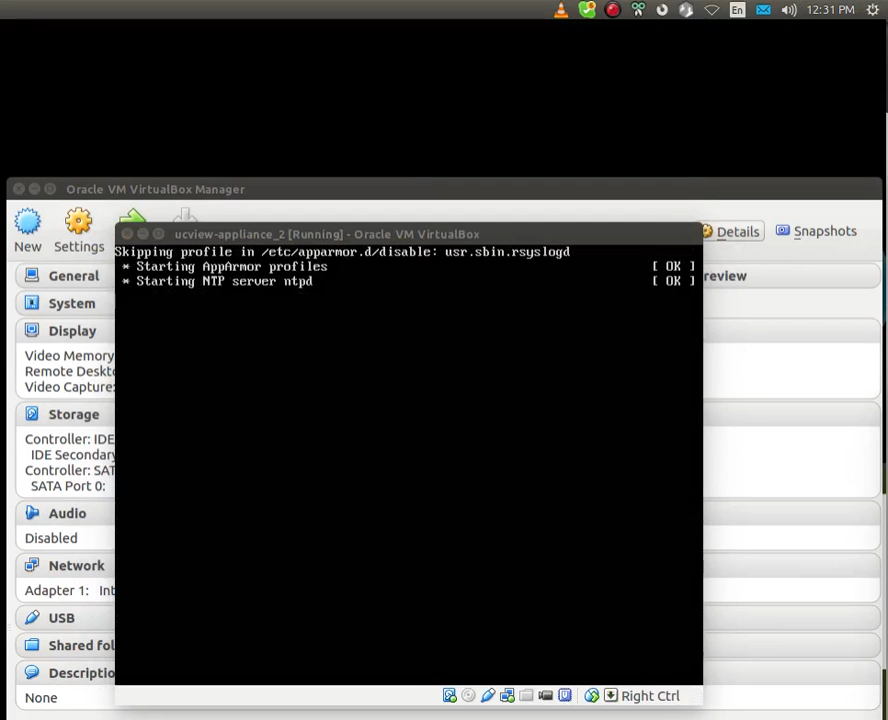 En
12:31 PM
Oracle VM VirtualBox Manager
New
Settings
Details
Snapshots
ucview-appliance_2 [Running] - Oracle VM VirtualBox
Skipping profile in /etc/apparmor.d/disable: usr.sbin.rsyslogd
* Starting AppArmor profiles [ OK ]
* Starting NTP server ntpd [ OK ]
General
review
System
Display
Video Memory
Remote Deskto
Video Capture:
Storage
Controller: IDE
IDE Secondary
Controller: SAT
SATA Port 0:
Audio
Disabled
Network
Adapter 1: Int
USB
Shared fol
Descriptio
None
Right Ctrl